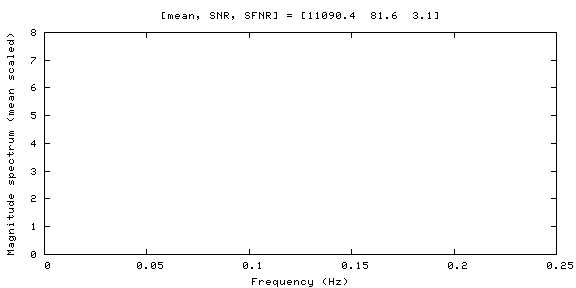 [mean, SNR, SFNR] = [11090.4  81.6  3.1]
8
7
6
5
4
3
2
1
0
Magnitude spectrum (mean scaled)
0 0.05 0.1 0.15 0.2 0.25
Frequency (Hz)